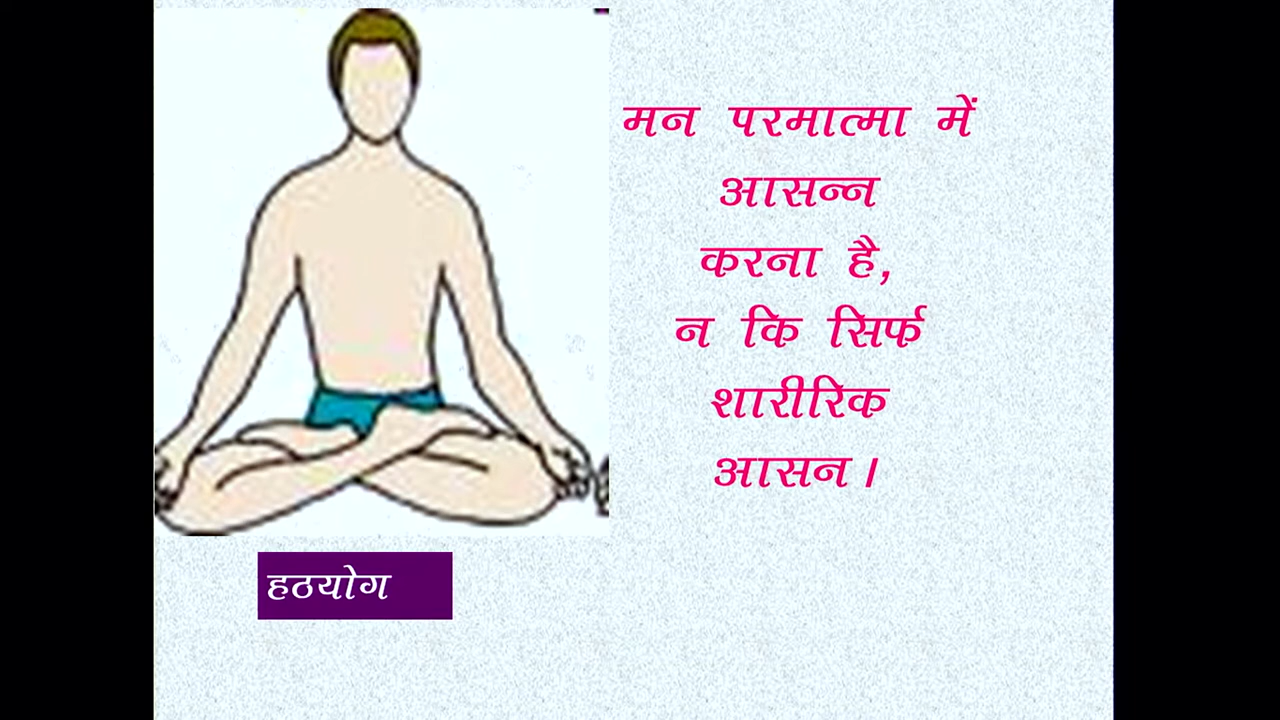 मन परमात्मा में
आसन्न
करना है,
न कि सिर्फ
शारीरिक
आसन।
हठयोग